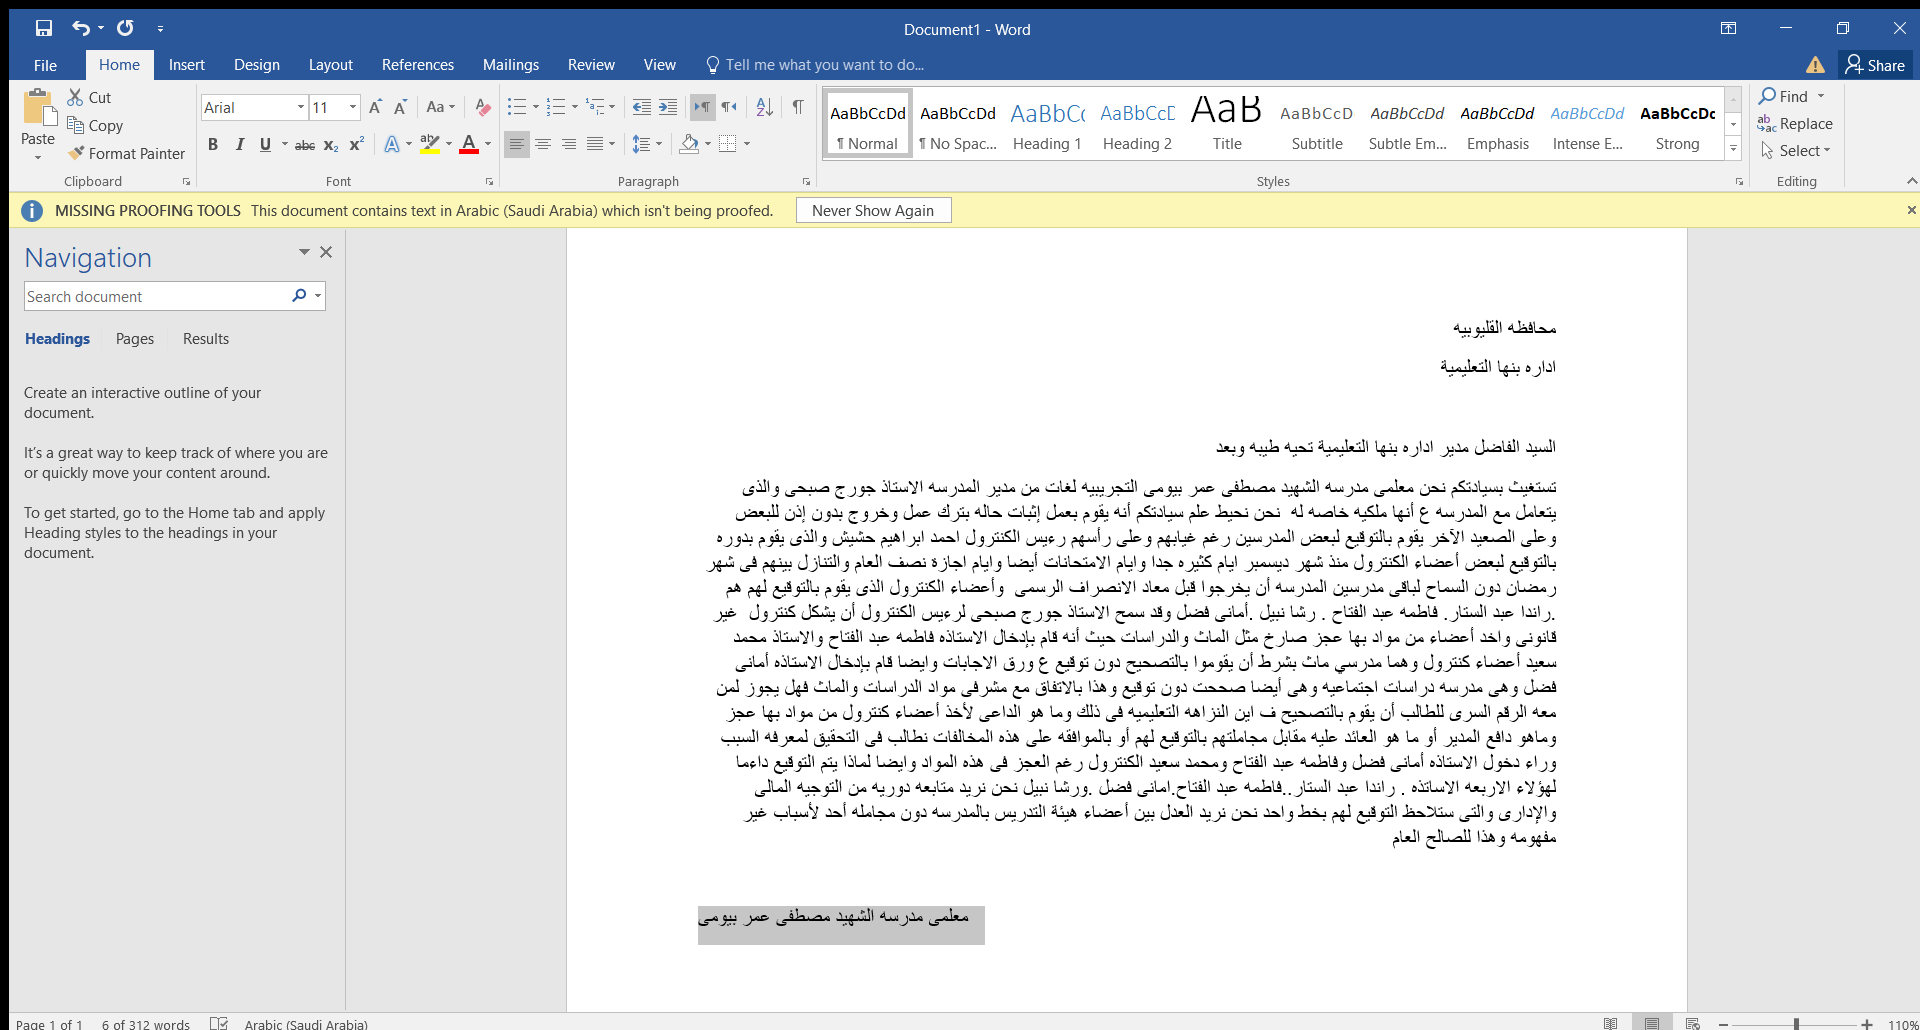 Document1 - Word
File
Home
Insert
Design
Layout
References
Mailings
Review
View
Tell me what you want to do...
Share
Paste
Cut
Copy
Format Painter
Clipboard
Arial
11
Aa
B I U abc x₂ x²
A
A
Font
Paragraph
AaBbCcDd
¶ Normal
AaBbCcDd
¶ No Spac...
AaBbC
Heading 1
AaBbCcD
Heading 2
AaB
Title
AaBbCcD
Subtitle
AaBbCcDd
Subtle Em...
AaBbCcDd
Emphasis
AaBbCcDd
Intense E...
AaBbCcDc
Strong
Styles
Find
Replace
Select
Editing
MISSING PROOFING TOOLS This document contains text in Arabic (Saudi Arabia) which isn't being proofed.
Never Show Again
Navigation
Search document
Headings
Pages
Results
Create an interactive outline of your
document.
It's a great way to keep track of where you are
or quickly move your content around.
To get started, go to the Home tab and apply
Heading styles to the headings in your
document.
محافظه القليوبيه
اداره بنها التعليمية
السيد الفاضل مدير اداره بنها التعليمية تحيه طيبه وبعد
تستغيث بسيادتكم نحن معلمى مدرسه الشهيد مصطفى عمر بيومى التجريبيه لغات من مدير المدرسه الاستاذ جورج صبحى والذى
يتعامل مع المدرسه ع أنها ملكيه خاصه له نحن نحيط علم سيادتكم أنه يقوم بعمل إثبات حاله بترك عمل وخروج بدون إذن للبعض
وعلى الصعيد الآخر يقوم بالتوقيع لبعض المدرسين رغم غيابهم وعلى رأسهم رءيس الكنترول احمد ابراهيم حشيش والذى يقوم بدوره
بالتوقيع لبعض أعضاء الكنترول منذ شهر ديسمبر ايام كثيره جدا وايام الامتحانات أيضا وايام اجازة نصف العام والتنازل بينهم فى شهر
رمضان دون السماح لباقى مدرسين المدرسه أن يخرجوا قبل معاد الانصراف الرسمى وأعضاء الكنترول الذى يقوم بالتوقيع لهم هم
.راندا عبد الستار. فاطمه عبد الفتاح . رشا نبيل .أمانى فضل وقد سمح الاستاذ جورج صبحى لرءيس الكنترول أن يشكل كنترول غير
قانونى واخد أعضاء من مواد بها عجز صارخ مثل الماث والدراسات حيث أنه قام بإدخال الاستاذه فاطمه عبد الفتاح والاستاذ محمد
سعيد أعضاء كنترول وهما مدرسي ماث بشرط أن يقوموا بالتصحيح دون توقيع ع ورق الاجابات وايضا قام بإدخال الاستاذه أمانى
فضل وهى مدرسه دراسات اجتماعيه وهى أيضا صححت دون توقيع وهذا بالاتفاق مع مشرفى مواد الدراسات والماث فهل يجوز لمن
معه الرقم السرى للطالب أن يقوم بالتصحيح ف اين النزاهه التعليميه فى ذلك وما هو الداعى لأخذ أعضاء كنترول من مواد بها عجز
وماهو دافع المدير أو ما هو العائد عليه مقابل مجاملتهم بالتوقيع لهم أو بالموافقه على هذه المخالفات نطالب فى التحقيق لمعرفه السبب
وراء دخول الاستاذه أمانى فضل وفاطمه عبد الفتاح ومحمد سعيد الكنترول رغم العجز فى هذه المواد وايضا لماذا يتم التوقيع داءما
لهؤلاء الاربعه الاساتذه . راندا عبد الستار..فاطمه عبد الفتاح.امانى فضل .ورشا نبيل نحن نريد متابعه دوريه من التوجيه المالى
والإدارى والتى ستلاحظ التوقيع لهم بخط واحد نحن نريد العدل بين أعضاء هيئة التدريس بالمدرسه دون مجامله أحد لأسباب غير
مفهومه وهذا للصالح العام
معلمى مدرسه الشهيد مصطفى عمر بيومى
Page 1 of 1
6 of 312 words
Arabic (Saudi Arabia)
110%